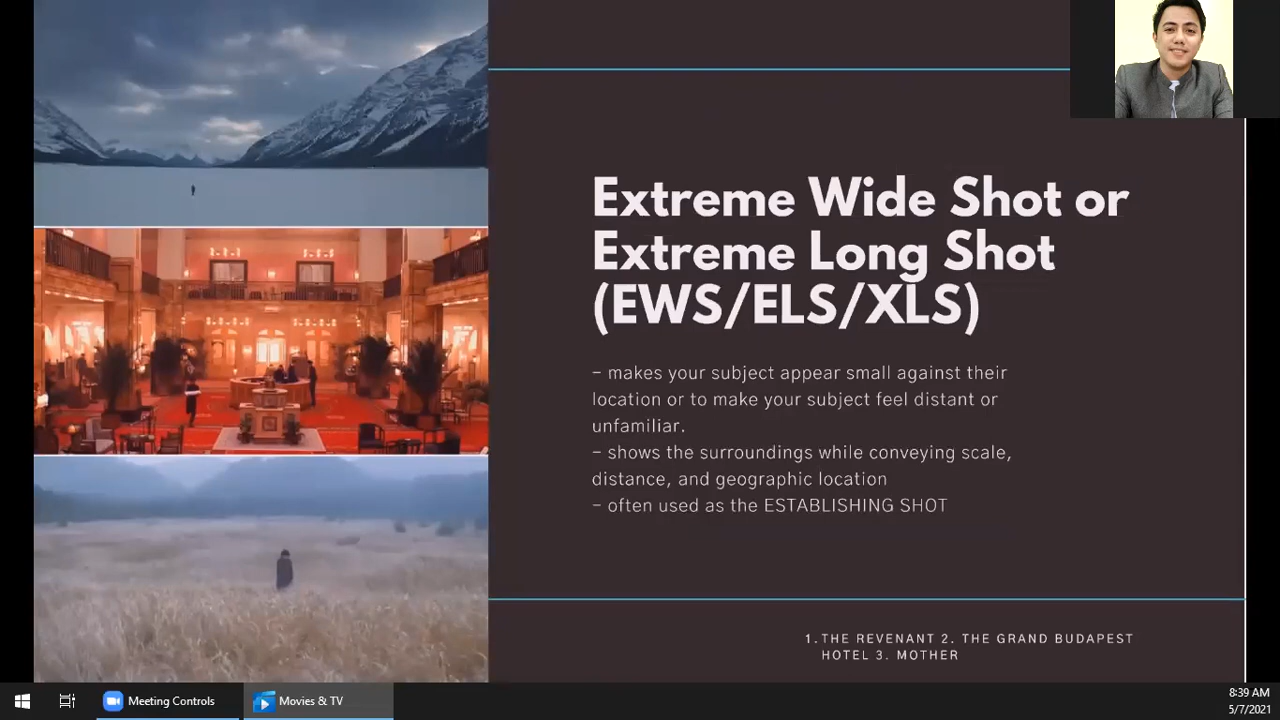 Extreme Wide Shot or
Extreme Long Shot
(EWS/ELS/XLS)
– makes your subject appear small against their
location or to make your subject feel distant or
unfamiliar.
– shows the surroundings while conveying scale,
distance, and geographic location
– often used as the ESTABLISHING SHOT
1. THE REVENANT 2. THE GRAND BUDAPEST
HOTEL 3. MOTHER
Meeting Controls
Movies & TV
8:39 AM
5/7/2021